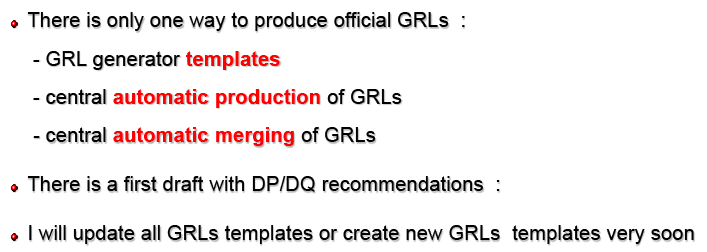 There is only one way to produce official GRLs :
- GRL generator templates
- central automatic production of GRLs
- central automatic merging of GRLs
There is a first draft with DP/DQ recommendations :
I will update all GRLs templates or create new GRLs templates very soon